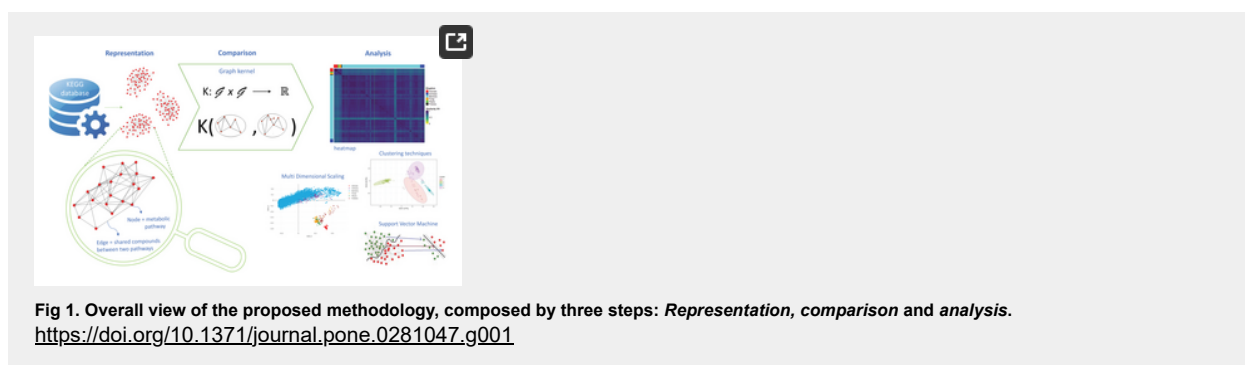 Representation
Comparison
Analysis
KEGG
database
Graph kernel
K: 𝒢 x 𝒢 ⟶ ℝ
K( , )
heatmap
Clustering techniques
Multi Dimensional Scaling
Node = metabolic
pathway
Edge = shared compounds
between two pathways
Support Vector Machine
Fig 1. Overall view of the proposed methodology, composed by three steps: Representation, comparison and analysis.
https://doi.org/10.1371/journal.pone.0281047.g001